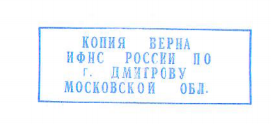 КОПИЯ ВЕРНА
ИФНС РОССИИ ПО
г. ДМИТРОВУ
МОСКОВСКОЙ ОБЛ.